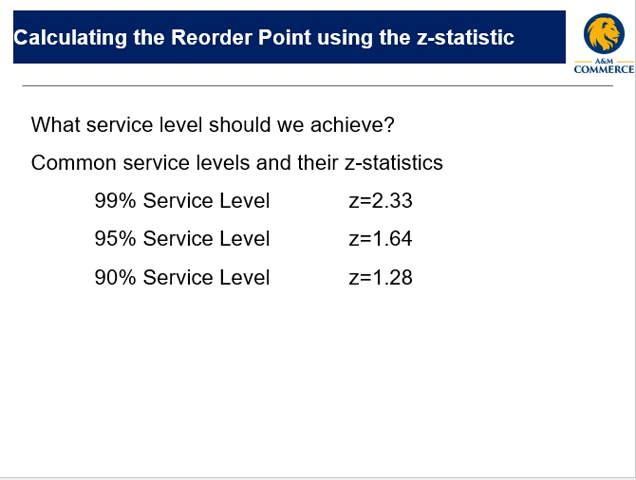 Calculating the Reorder Point using the z-statistic
A&M
COMMERCE
What service level should we achieve?
Common service levels and their z-statistics
99% Service Level z=2.33
95% Service Level z=1.64
90% Service Level z=1.28